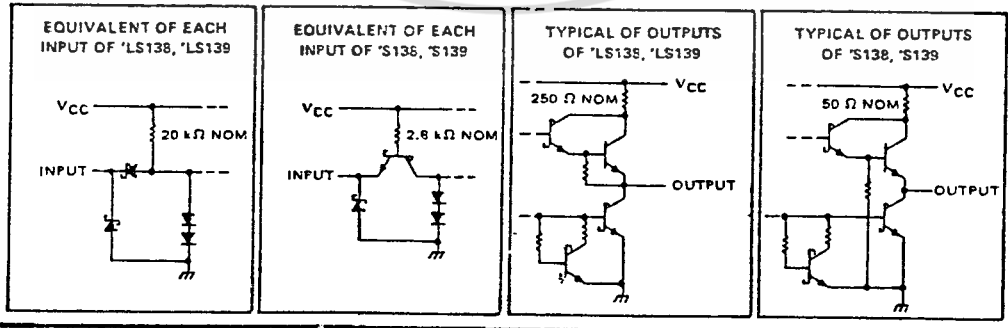 EQUIVALENT OF EACH
INPUT OF 'LS138, 'LS139
VCC
20 kΩ NOM
INPUT
EQUIVALENT OF EACH
INPUT OF 'S138, 'S139
VCC
2.8 kΩ NOM
INPUT
TYPICAL OF OUTPUTS
OF 'LS138, 'LS139
VCC
250 Ω NOM
OUTPUT
TYPICAL OF OUTPUTS
OF 'S138, 'S139
VCC
50 Ω NOM
OUTPUT